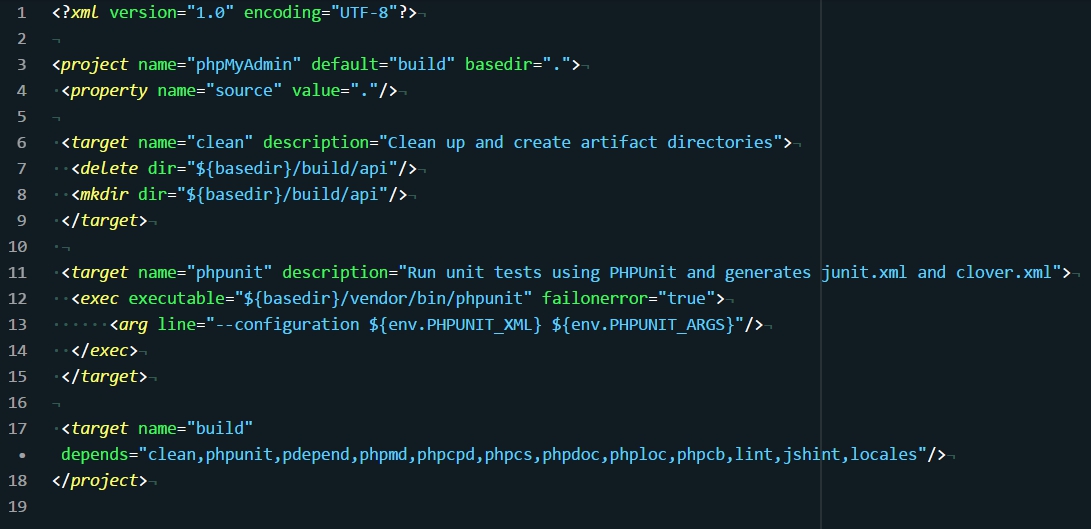 1 <?xml version="1.0" encoding="UTF-8"?>
2
3 <project name="phpMyAdmin" default="build" basedir=".">
4 <property name="source" value="."/>
5
6 <target name="clean" description="Clean up and create artifact directories">
7 <delete dir="${basedir}/build/api"/>
8 <mkdir dir="${basedir}/build/api"/>
9 </target>
10
11 <target name="phpunit" description="Run unit tests using PHPUnit and generates junit.xml and clover.xml">
12 <exec executable="${basedir}/vendor/bin/phpunit" failonerror="true">
13 <arg line="--configuration ${env.PHPUNIT_XML} ${env.PHPUNIT_ARGS}"/>
14 </exec>
15 </target>
16
17 <target name="build"
• depends="clean,phpunit,pdepend,phpmd,phpcpd,phpcs,phpdoc,phploc,phpcb,lint,jshint,locales"/>
18 </project>
19